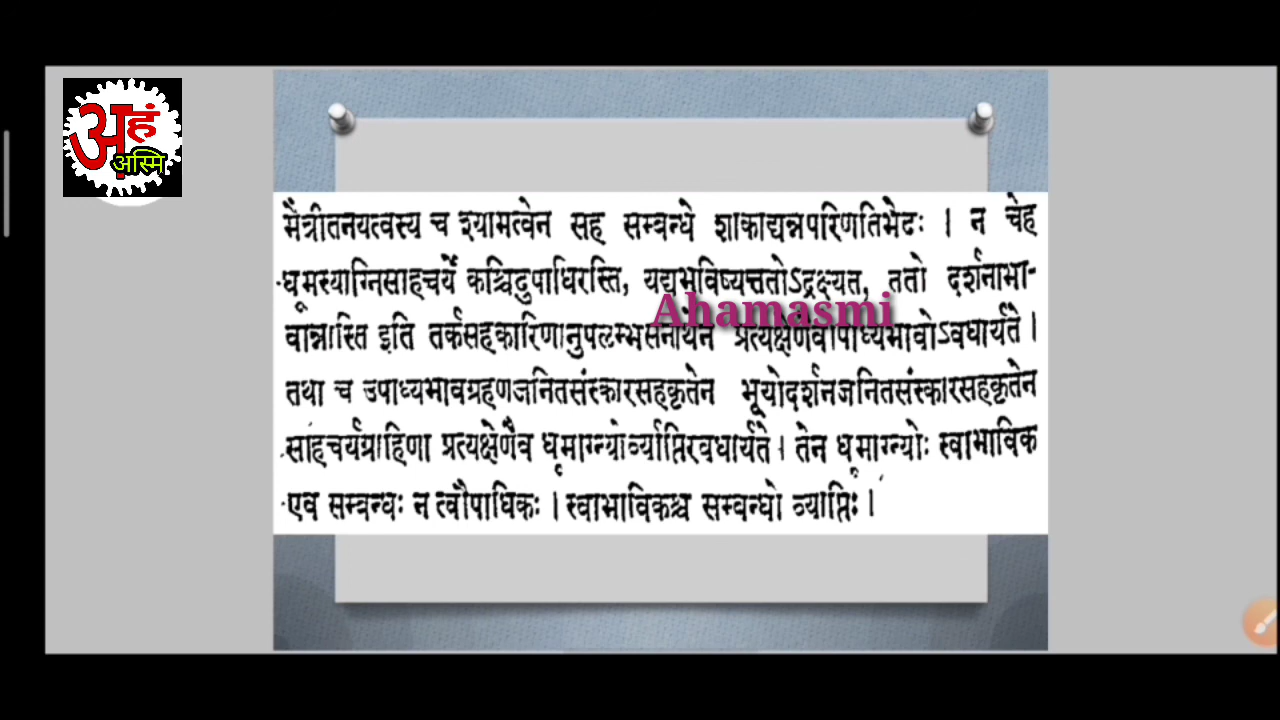 अहं
अस्मि
मैत्रीतनयत्वस्य च श्यामत्वेन सह सम्बन्धे शाकाद्यन्नपरिणतिभेदः । न चेह
धूमस्याग्निसाहचर्ये कश्चिदुपाधिरस्ति, यद्यभविष्यत्ततोऽद्रक्ष्यत, ततो दर्शनाभा-
Ahamasmi
वान्नास्ति इति तर्कसहकारिणानुपलम्भसनाथेन प्रत्यक्षेणैवोपाध्यभावोऽवधार्यते ।
तथा च उपाध्यभावग्रहणजनितसंस्कारसहकृतेन भूयोदर्शनजनितसंस्कारसहकृतेन
साहचर्यग्राहिणा प्रत्यक्षेणैव धूमाग्न्योर्व्याप्तिरवधार्यते । तेन धूमाग्न्योः स्वाभाविक
एव सम्बन्धः न त्वौपाधिकः । स्वाभाविकश्च सम्बन्धो व्याप्तिः ।